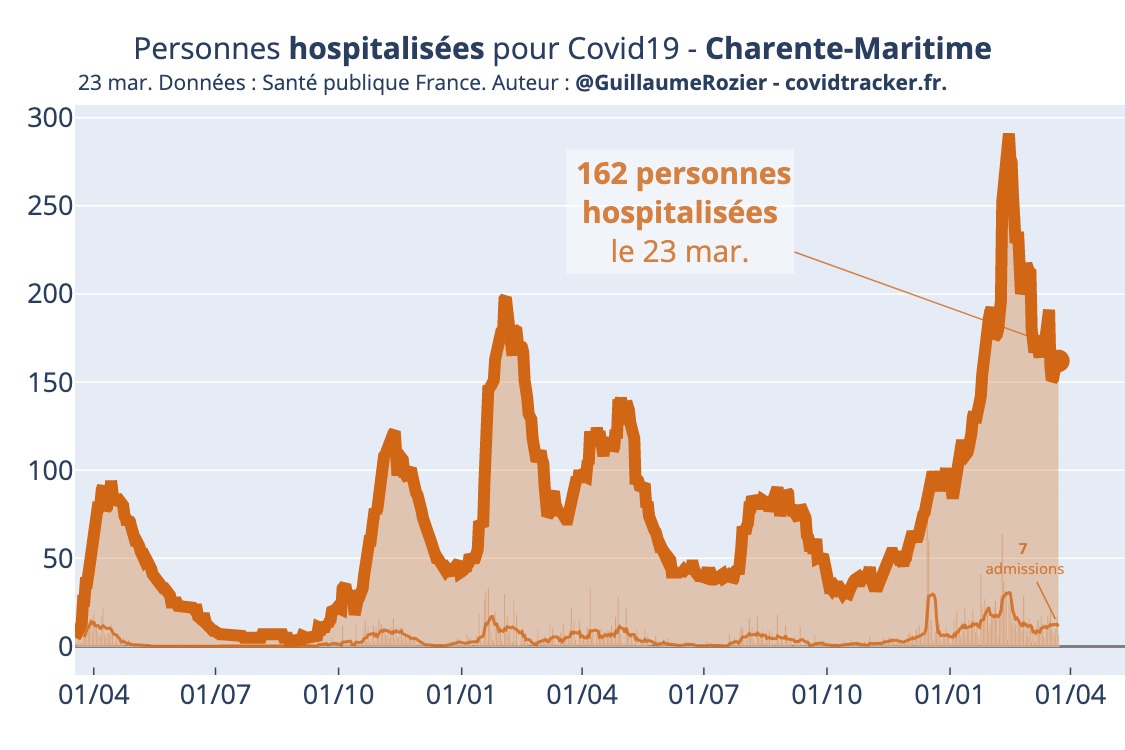 Personnes hospitalisées pour Covid19 - Charente-Maritime
23 mar. Données : Santé publique France. Auteur : @GuillaumeRozier - covidtracker.fr.
300
162 personnes
hospitalisées
le 23 mar.
250
200
150
100
50
7
admissions
0
01/04 01/07 01/10 01/01 01/04 01/07 01/10 01/01 01/04